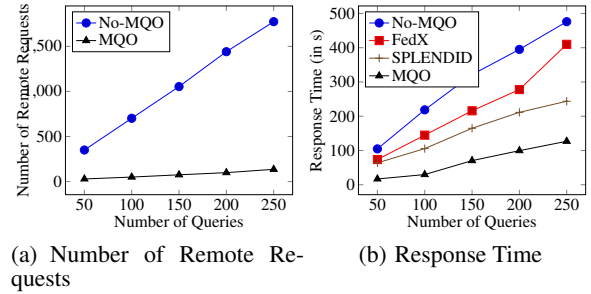 No-MQO
MQO
,500
,000
500
0
50 100 150 200 250
Number of Remote Requests
Number of Queries
(a) Number of Remote Re-
quests
No-MQO
FedX
SPLENDID
MQO
500
400
300
200
100
0
50 100 150 200 250
Response Time (in s)
Number of Queries
(b) Response Time